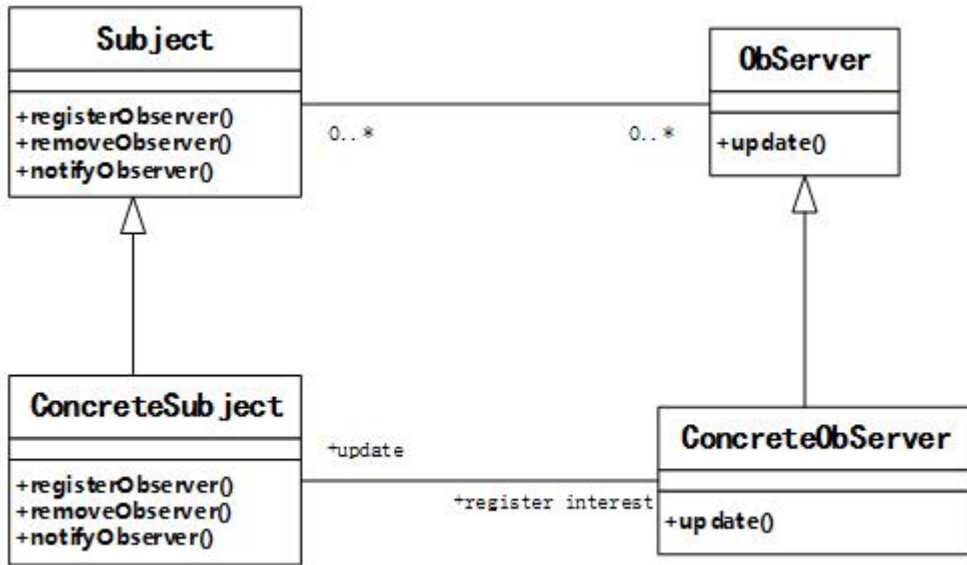 Subject
+registerObserver()
+removeObserver()
+notifyObserver()
ObServer
+update()
0..*
0..*
ConcreteSubject
+registerObserver()
+removeObserver()
+notifyObserver()
+update
+register interest
ConcreteObServer
+update()